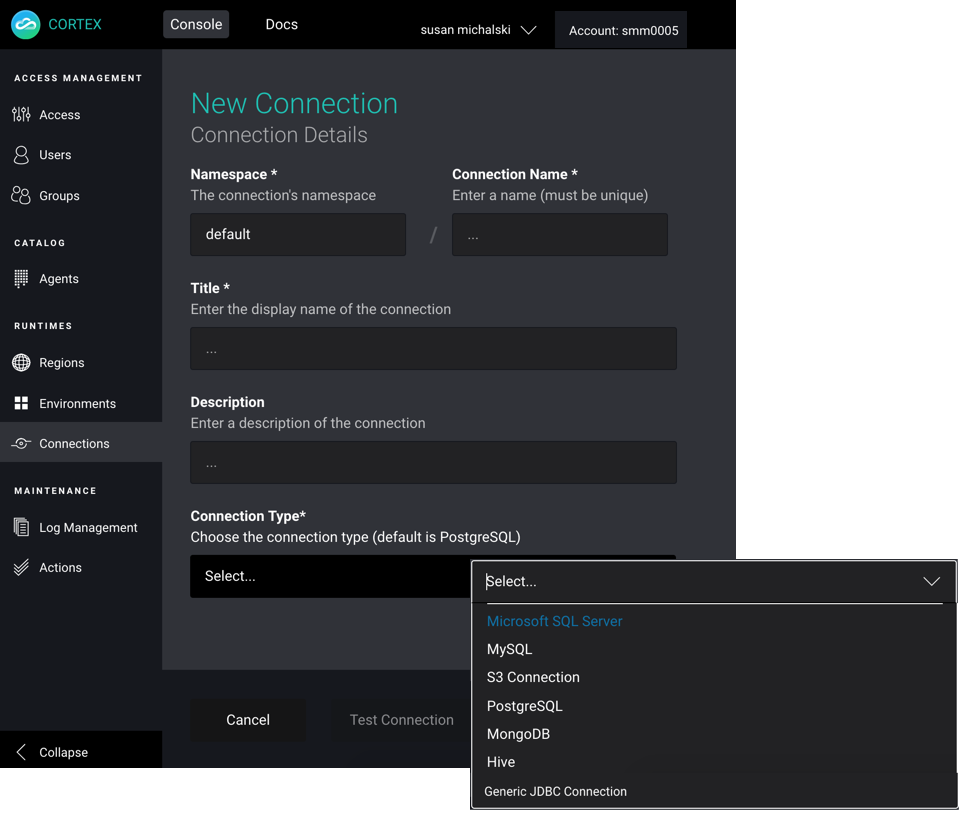 CORTEX
Console
Docs
susan michalski
Account: smm0005
ACCESS MANAGEMENT
Access
Users
Groups
CATALOG
Agents
RUNTIMES
Regions
Environments
Connections
MAINTENANCE
Log Management
Actions
Collapse
New Connection
Connection Details
Namespace *
The connection's namespace
default
/
Connection Name *
Enter a name (must be unique)
...
Title *
Enter the display name of the connection
...
Description
Enter a description of the connection
...
Connection Type*
Choose the connection type (default is PostgreSQL)
Select...
Select...
Microsoft SQL Server
MySQL
S3 Connection
PostgreSQL
MongoDB
Hive
Generic JDBC Connection
Cancel
Test Connection